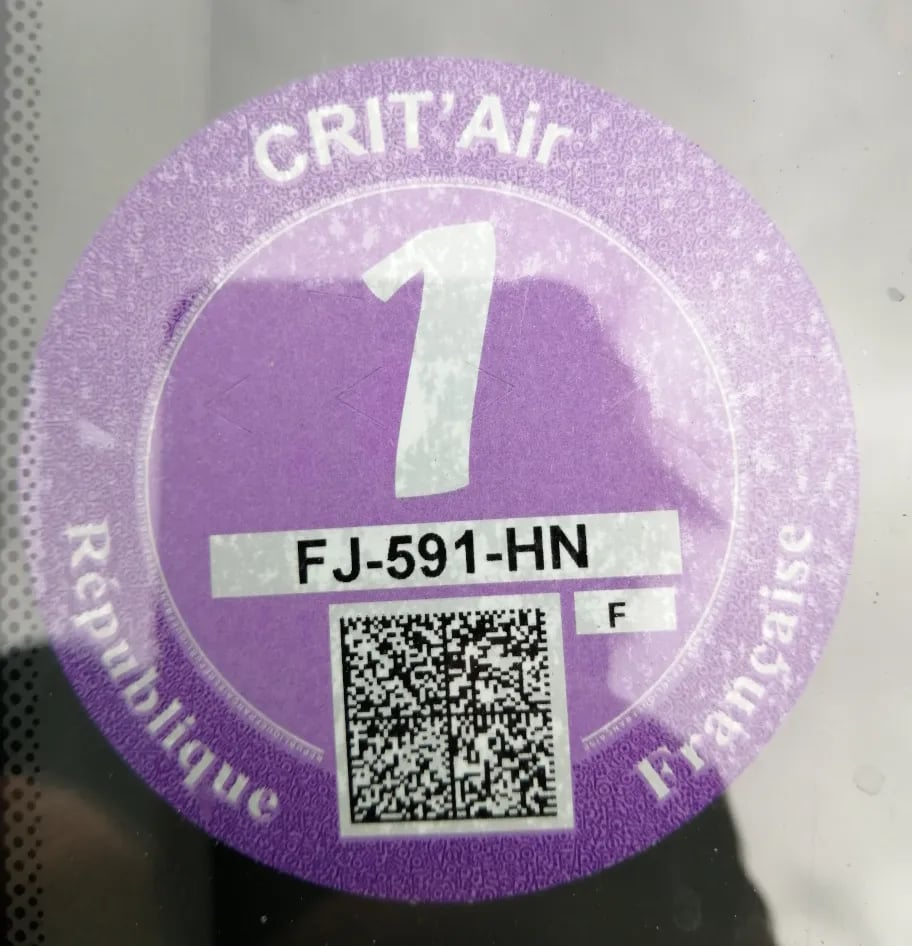 CRIT'Air
1
FJ-591-HN
F
République Française